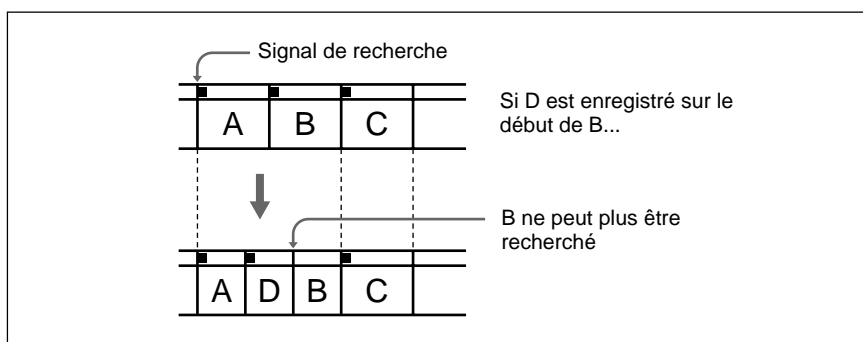 Signal de recherche
A B C
Si D est enregistré sur le
début de B...
B ne peut plus être
recherché
A D B C